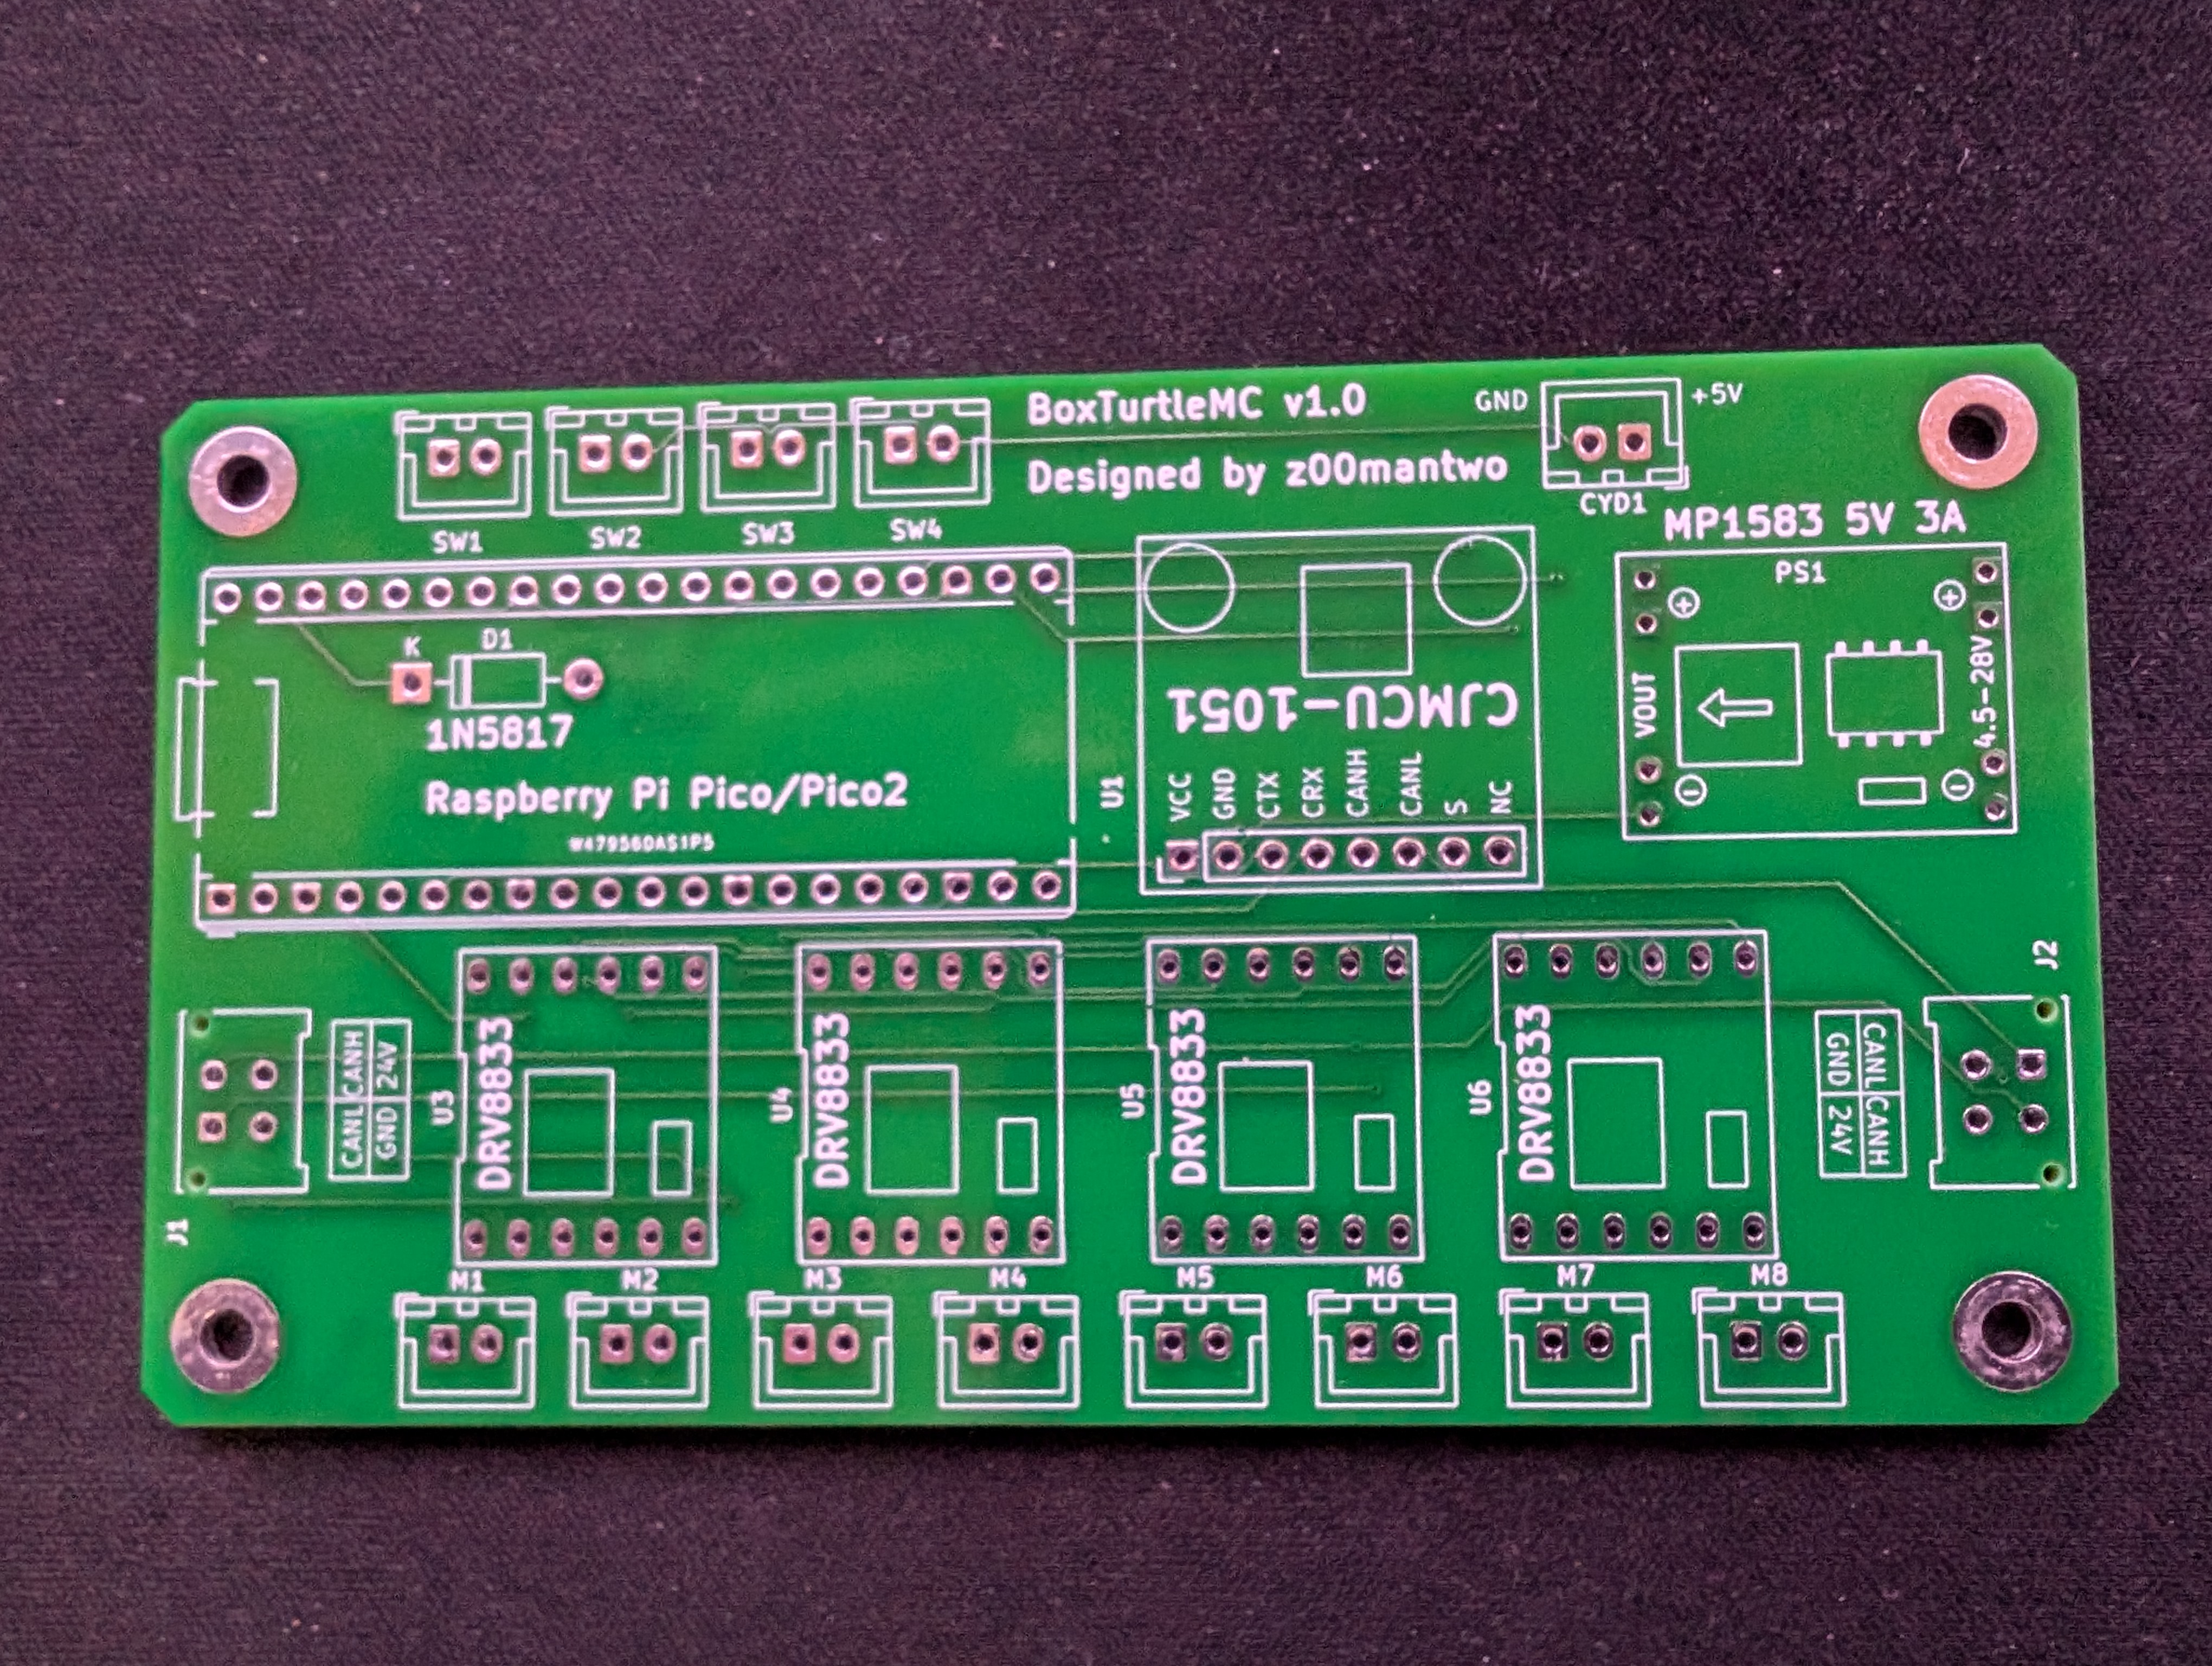 BoxTurtleMC v1.0
GND
+5V
Designed by z00mantwo
CYD1
SW1
SW2
SW3
SW4
MP1583 5V 3A
PS1
K
D1
1N5817
Raspberry Pi Pico/Pico2
W479560AS1P5
U1
CJMCU-1051
VCC
GND
CTX
CRX
CANH
CANL
S
NC
VOUT
4.5-28V
J2
CANL CANH
GND 24V
J1
U3
DRV8833
U4
DRV8833
U5
DRV8833
U6
DRV8833
CANL CANH
GND 24V
M1
M2
M3
M4
M5
M6
M7
M8